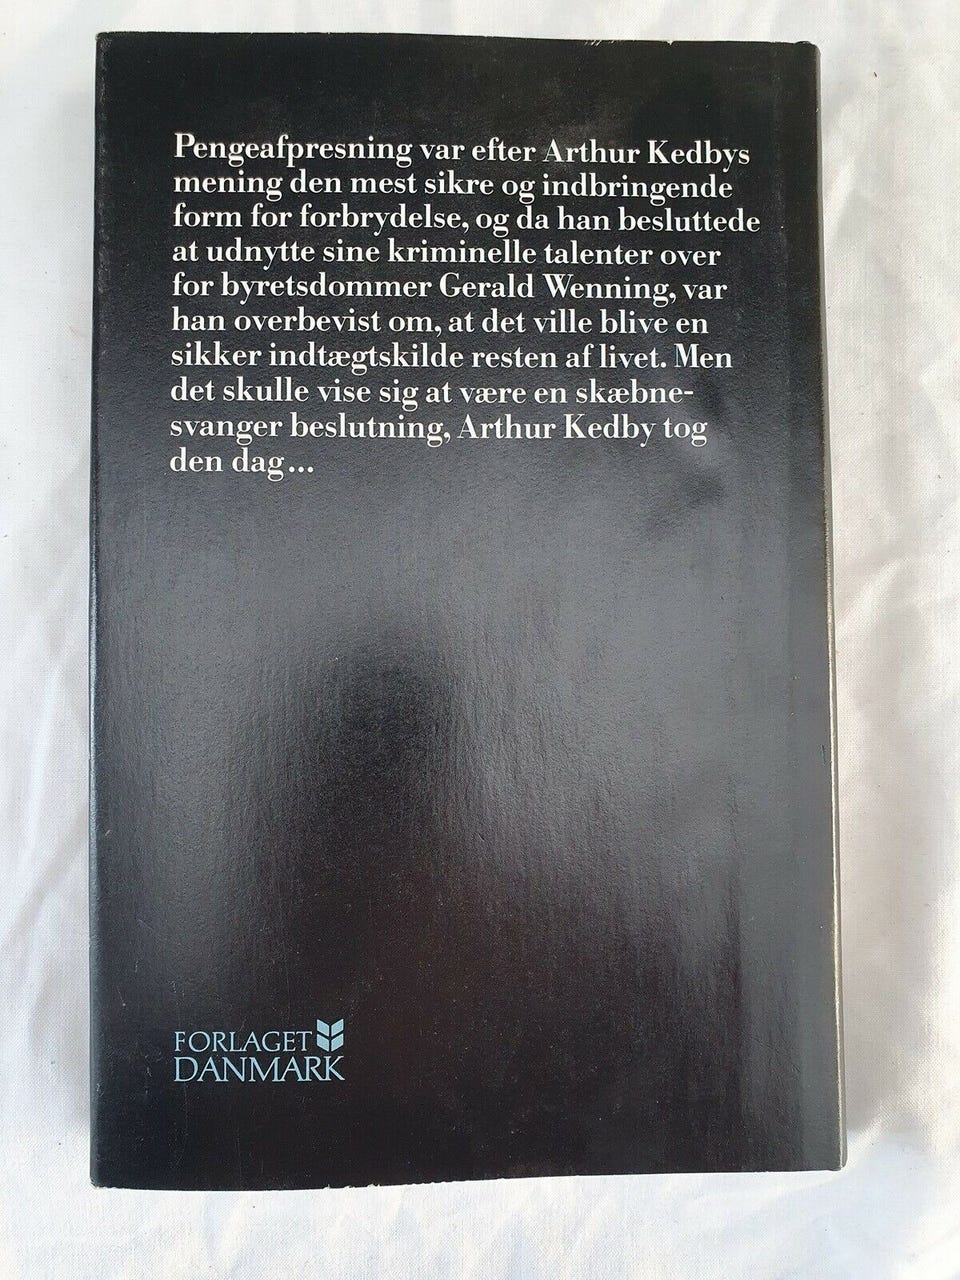 Pengeafpresning var efter Arthur Kedbys
mening den mest sikre og indbringende
form for forbrydelse, og da han besluttede
at udnytte sine kriminelle talenter over
for byretsdommer Gerald Wenning, var
han overbevist om, at det ville blive en
sikker indtægtskilde resten af livet. Men
det skulle vise sig at være en skæbne-
svanger beslutning, Arthur Kedby tog
den dag...
FORLAGET
DANMARK